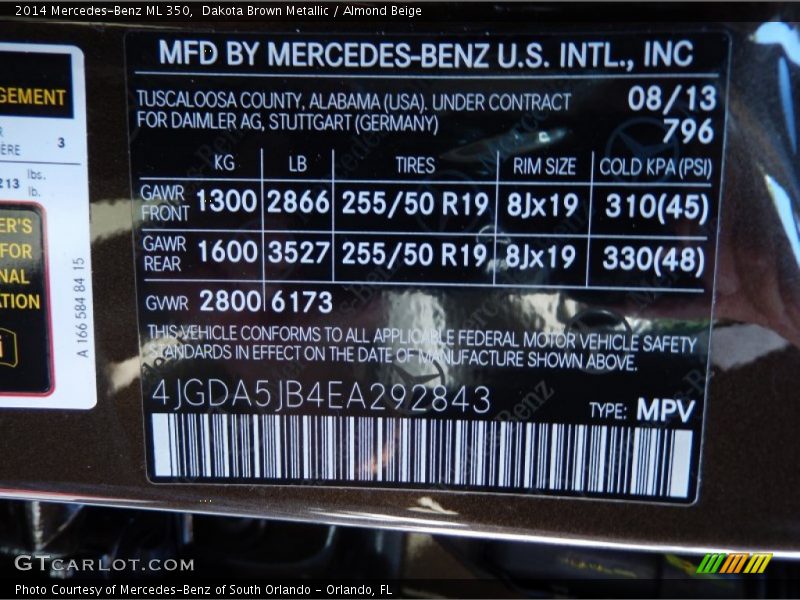 2014 Mercedes-Benz ML 350, Dakota Brown Metallic / Almond Beige
MFD BY MERCEDES-BENZ U.S. INTL., INC
TUSCALOOSA COUNTY, ALABAMA (USA). UNDER CONTRACT
FOR DAIMLER AG, STUTTGART (GERMANY)
08/13
796
KG LB TIRES RIM SIZE COLD KPA (PSI)
GAWR FRONT 1300 2866 255/50 R19 8Jx19 310(45)
GAWR REAR 1600 3527 255/50 R19 8Jx19 330(48)
GVWR 2800 6173
THIS VEHICLE CONFORMS TO ALL APPLICABLE FEDERAL MOTOR VEHICLE SAFETY
STANDARDS IN EFFECT ON THE DATE OF MANUFACTURE SHOWN ABOVE.
4JGDA5JB4EA292843
TYPE: MPV
GEMENT
3
213 lbs.
lb.
ER'S
FOR
NAL
ATION
A 166 584 84 15
GTCARLOT.COM
Photo Courtesy of Mercedes-Benz of South Orlando - Orlando, FL